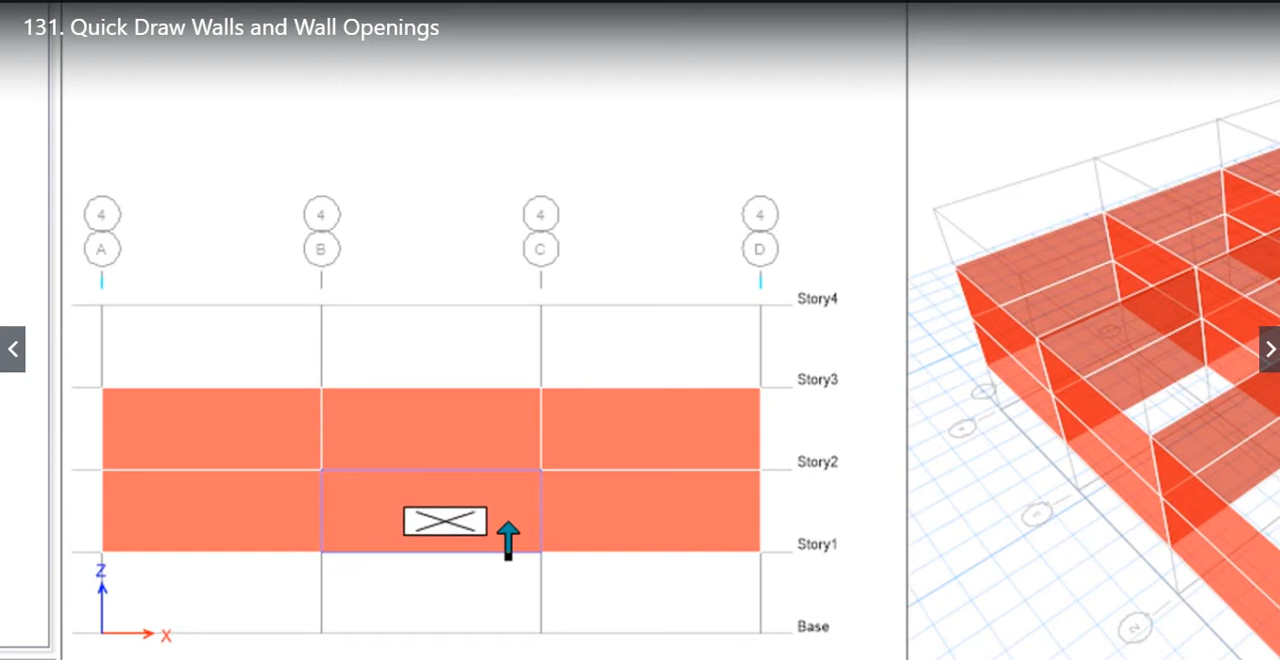 131. Quick Draw Walls and Wall Openings
4 4 4 4
A B C D
Story4
Story3
Story2
Story1
Z
X
Base